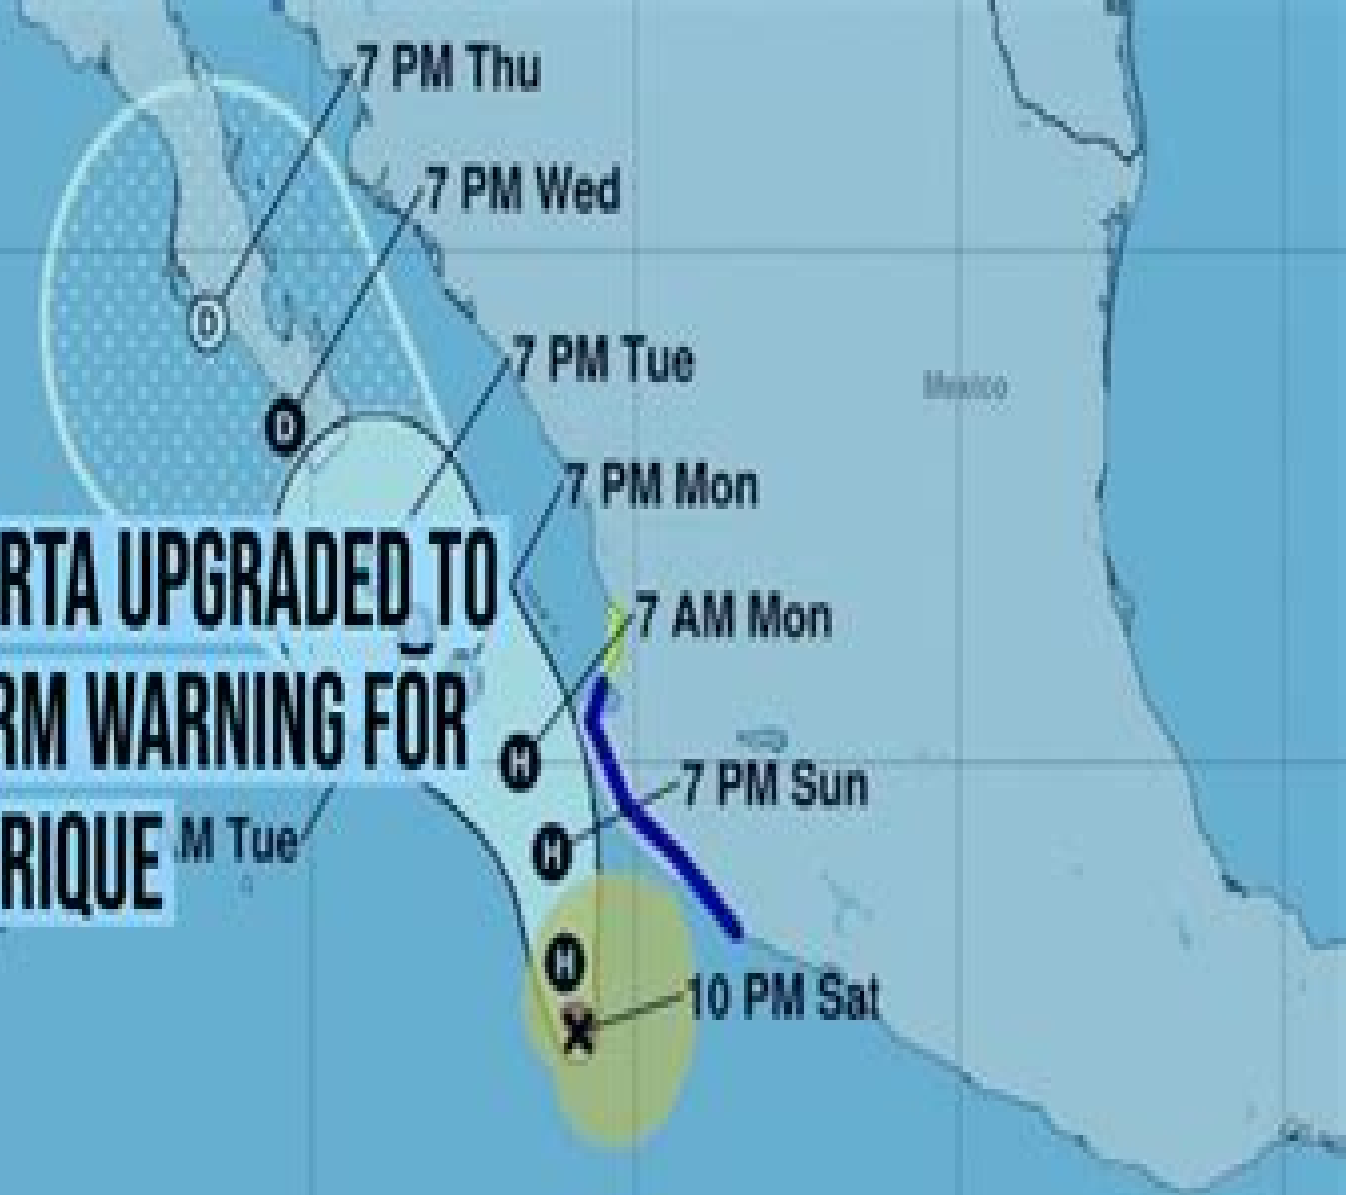 7 PM Thu
7 PM Wed
7 PM Tue
Mexico
7 PM Mon
RTA UPGRADED TO
7 AM Mon
RM WARNING FOR
7 PM Sun
RIQUE
M Tue
10 PM Sat
D
D
H
H
H
X